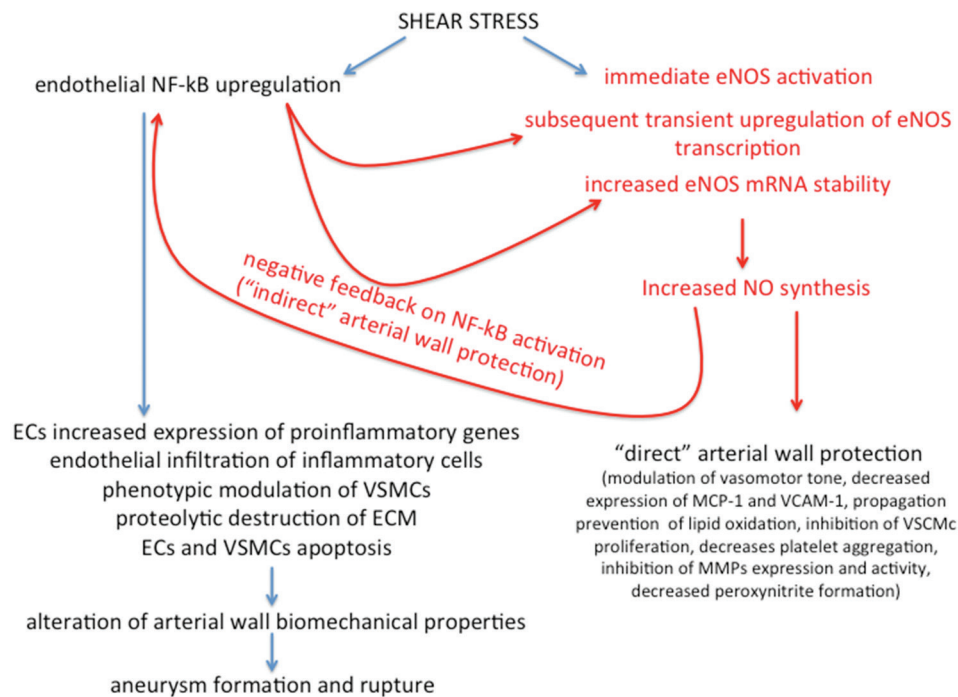 SHEAR STRESS
endothelial NF-kB upregulation
immediate eNOS activation
subsequent transient upregulation of eNOS
transcription
increased eNOS mRNA stability
Increased NO synthesis
negative feedback on NF-kB activation
(“indirect” arterial wall protection)
ECs increased expression of proinflammatory genes
endothelial infiltration of inflammatory cells
phenotypic modulation of VSMCs
proteolytic destruction of ECM
ECs and VSMCs apoptosis
alteration of arterial wall biomechanical properties
aneurysm formation and rupture
“direct” arterial wall protection
(modulation of vasomotor tone, decreased
expression of MCP-1 and VCAM-1, propagation
prevention of lipid oxidation, inhibition of VSCMc
proliferation, decreases platelet aggregation,
inhibition of MMPs expression and activity,
decreased peroxynitrite formation)